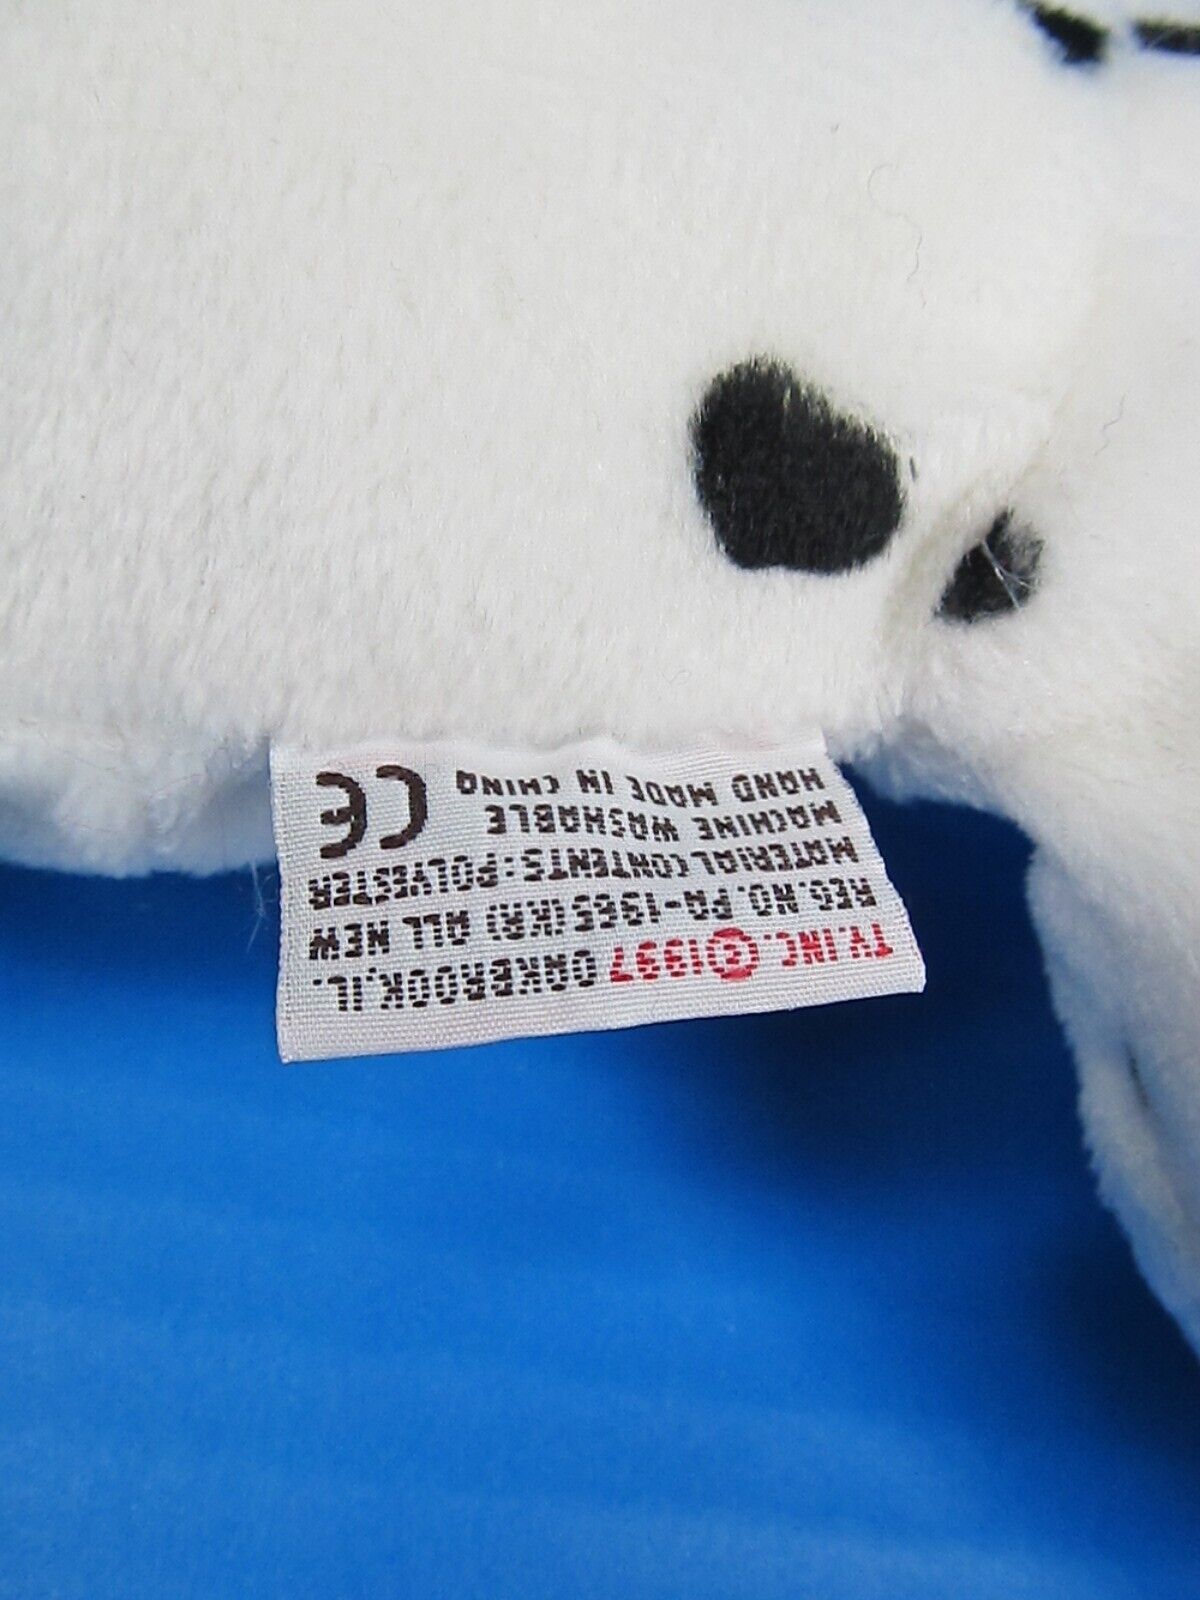 TY.INC.©1997 OAKBROOK,IL.
REG.NO.PA-1965(KR) ALL NEW
MATERIAL CONTENTS:POLYESTER
MACHINE WASHABLE
HAND MADE IN CHINA
CE